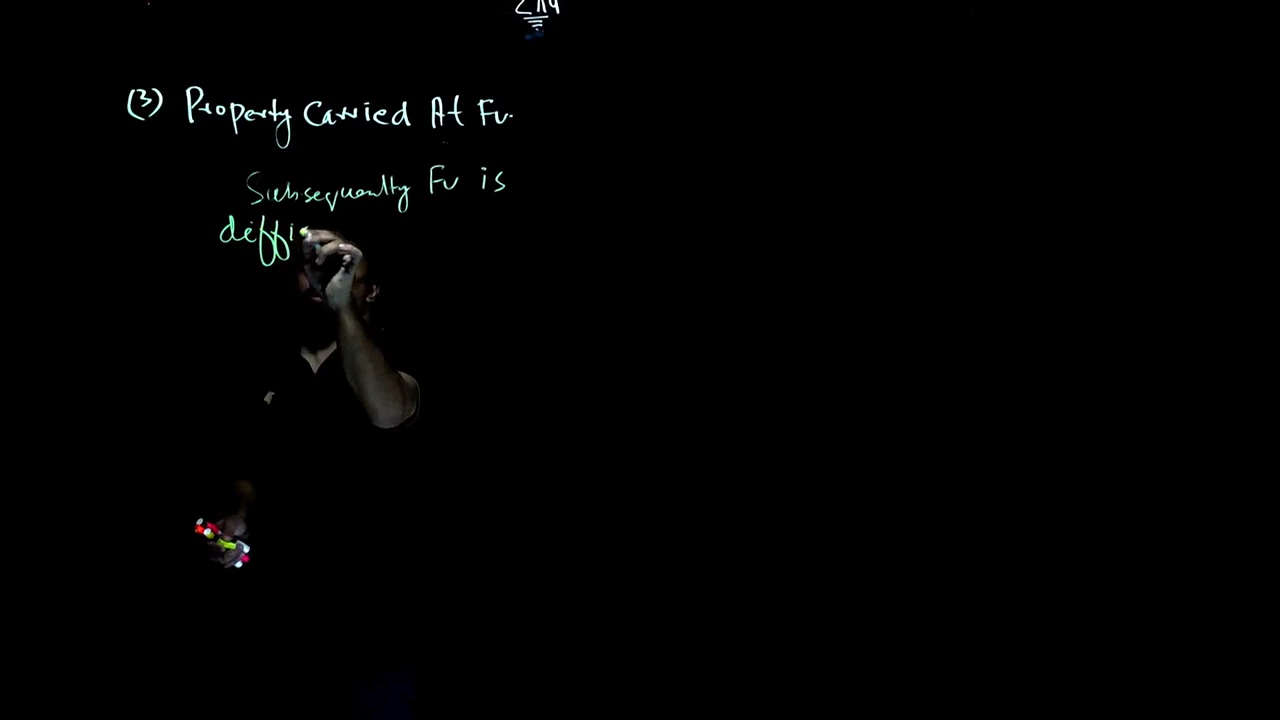 (3) Property Carried At Fv.
Subsequently Fv is
diffi